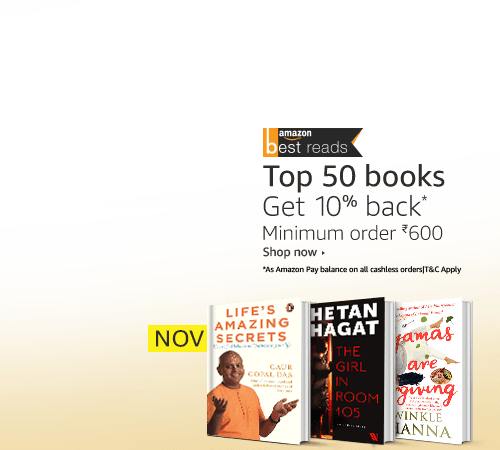 amazon
best reads
Top 50 books
Get 10% back*
Minimum order ₹600
Shop now ▸
*As Amazon Pay balance on all cashless orders|T&C Apply
NOV
LIFE'S
AMAZING
SECRETS
GAUR
GOPAL DAS
HETAN
HAGAT
THE
GIRL
IN
ROOM
105
jamas
are
giving
WINKLE
HANNA